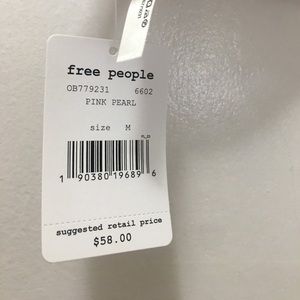 free people
OB779231 6602
PINK PEARL
size M
1 90380 19689 6
suggested retail price
$58.00